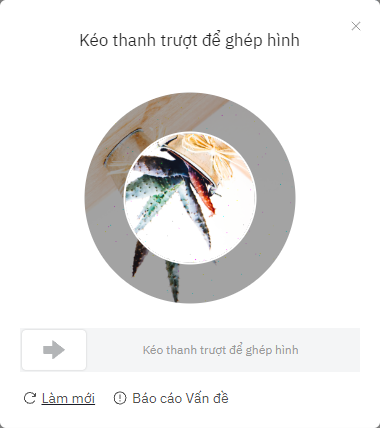 Kéo thanh trượt để ghép hình
Kéo thanh trượt để ghép hình
Làm mới
Báo cáo Vấn đề